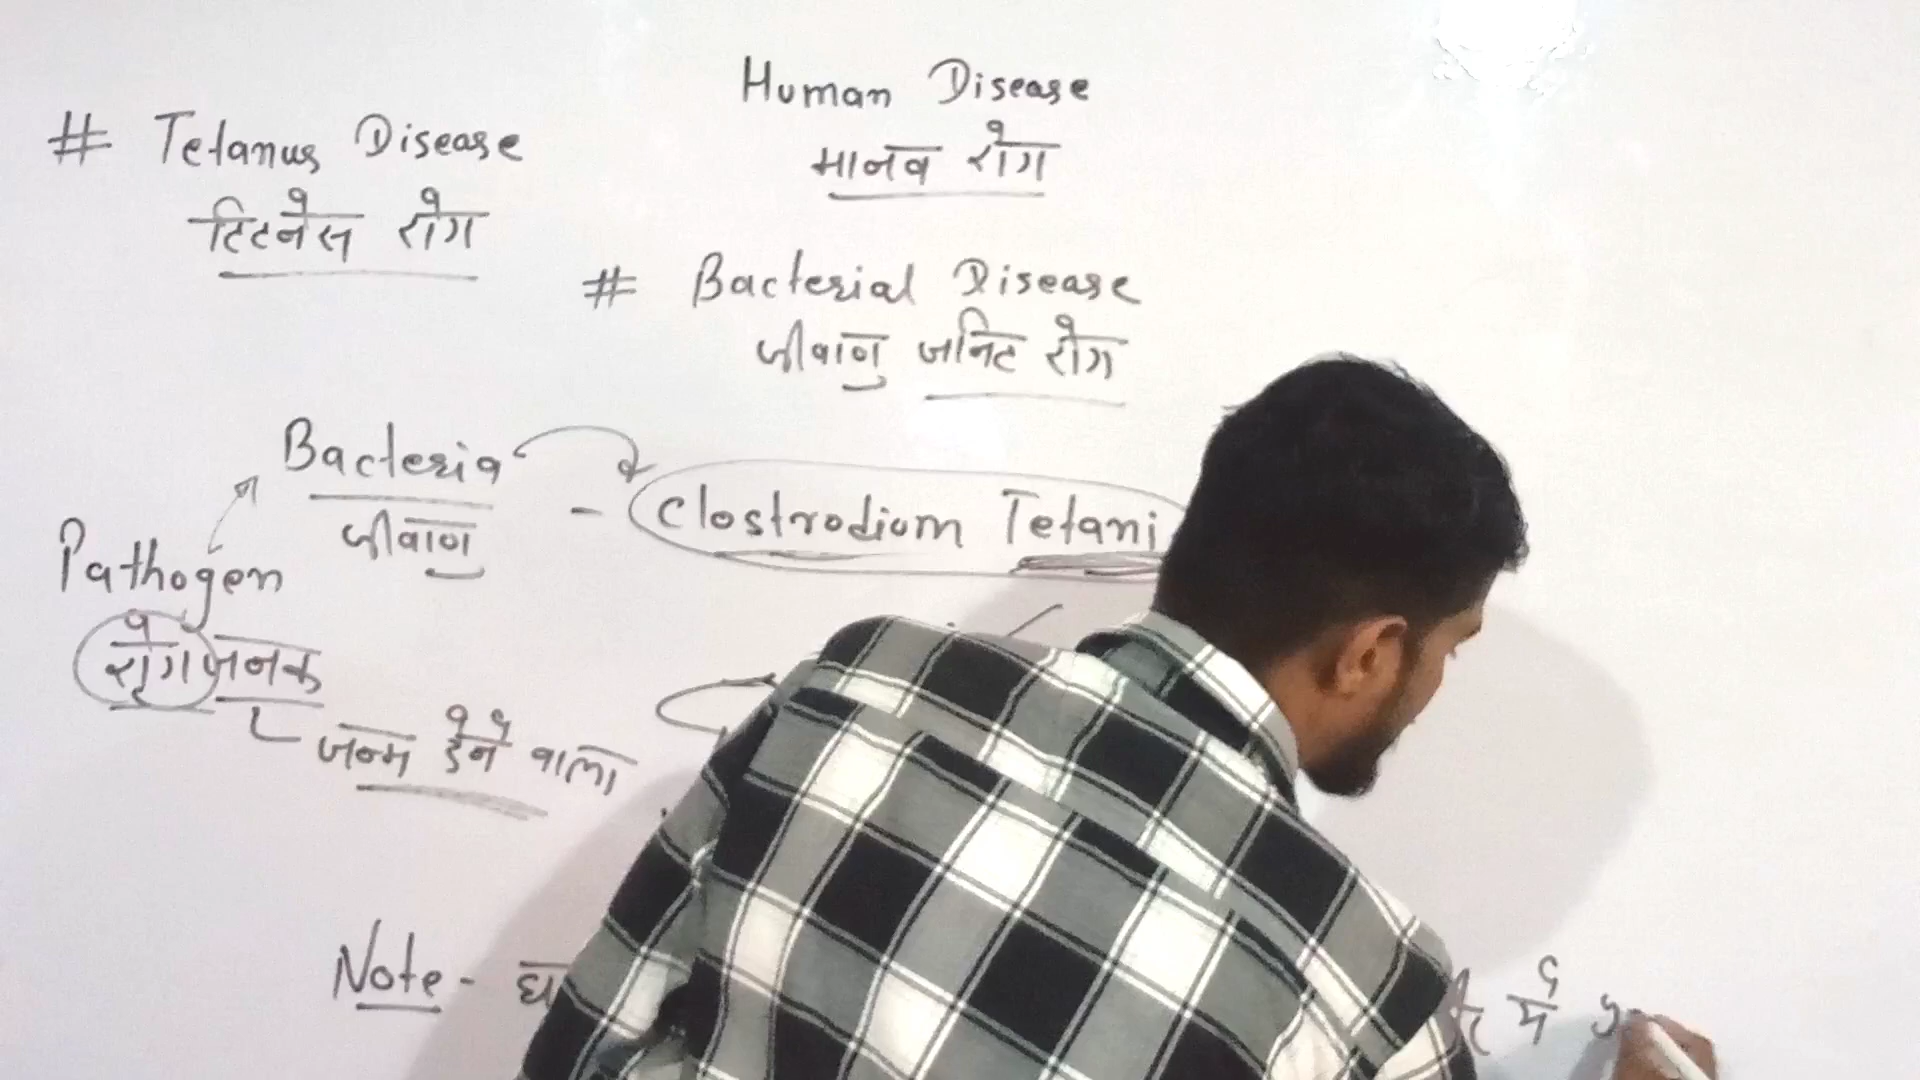 Human Disease
मानव रोग
# Tetanus Disease
टिटनेस रोग
# Bacterial Disease
जीवाणु जनित रोग
Bacteria
जीवाणु
- Clostrodium Tetani
Pathogen
रोगजनक
जन्म देने वाला
Note -
में